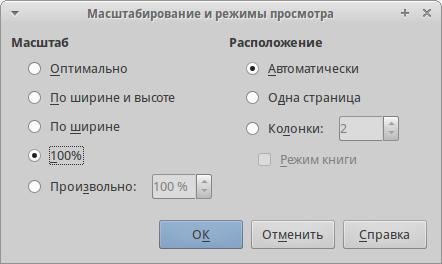 Масштабирование и режимы просмотра
Масштаб
Оптимально
По ширине и высоте
По ширине
100%
Произвольно: 100 %
Расположение
Автоматически
Одна страница
Колонки: 2
Режим книги
ОК Отменить Справка